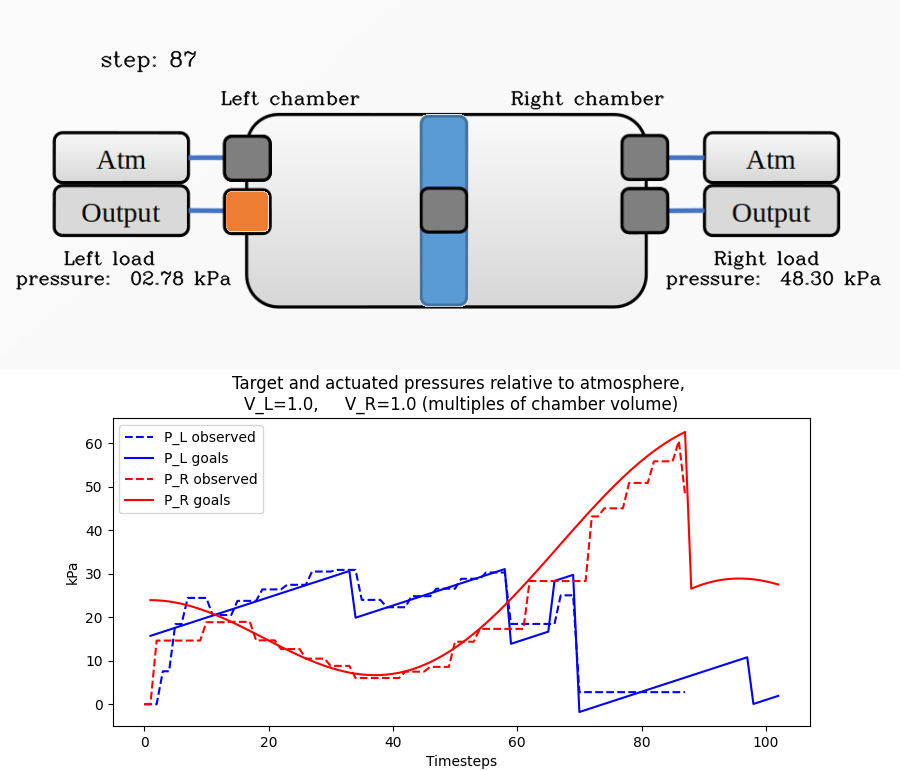 step: 87
Left chamber
Right chamber
Atm
Atm
Output
Output
Left load
pressure: 02.78 kPa
Right load
pressure: 48.30 kPa
Target and actuated pressures relative to atmosphere,
V_L=1.0, V_R=1.0 (multiples of chamber volume)
P_L observed
P_L goals
P_R observed
P_R goals
60
50
40
30
20
10
0
kPa
0
20
40
60
80
100
Timesteps